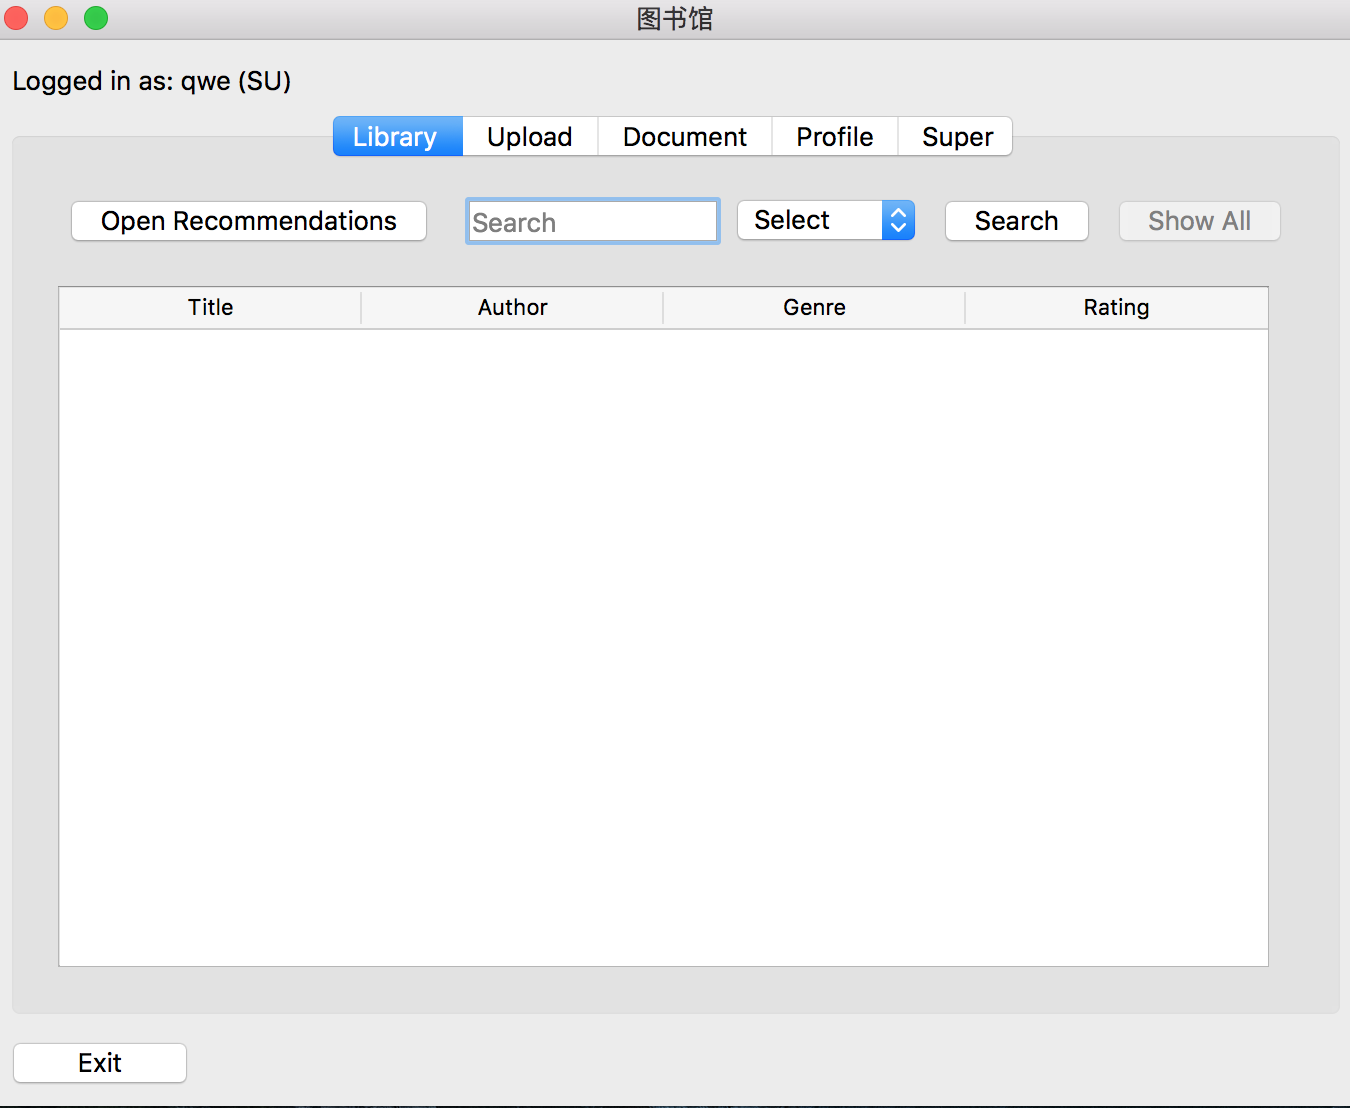 图书馆
Logged in as: qwe (SU)
Library Upload Document Profile Super
Open Recommendations Search Select Search Show All
Title Author Genre Rating
Exit